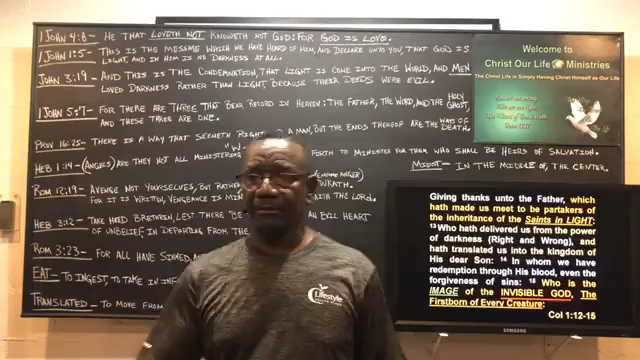 1 JOHN 4:8 - HE THAT LOVETH NOT KNOWETH NOT GOD: FOR GOD IS LOVE.
1 JOHN 1:5 - THIS IS THE MESSAGE WHICH WE HAVE HEARD OF HIM, AND DECLARE UNTO YOU, THAT GOD IS
LIGHT, AND IN HIM IS NO DARKNESS AT ALL.
JOHN 3:19 - AND THIS IS THE CONDEMNATION, THAT LIGHT IS COME INTO THE WORLD, AND MEN
LOVED DARKNESS RATHER THAN LIGHT, BECAUSE THEIR DEEDS WERE EVIL.
1 JOHN 5:7 - FOR THERE ARE THREE THAT BEAR RECORD IN HEAVEN: THE FATHER, THE WORD, AND THE HOLY GHOST,
AND THESE THREE ARE ONE.
PROV 16:25 - THERE IS A WAY THAT SEEMETH RIGHT A MAN, BUT THE ENDS THEREOF ARE THE WAYS OF DEATH.
HEB 1:14 - (ANGELS) ARE THEY NOT ALL MINISTERING FORTH TO MINISTER FOR THEM WHO SHALL BE HEIRS OF SALVATION.
MIDST - IN THE MIDDLE OF, THE CENTER.
ROM 12:19 - AVENGE NOT YOURSELVES, BUT RATHER WRATH:
FOR IT IS WRITTEN, VENGEANCE IS MINE SAITH THE LORD.
HEB 3:12 - TAKE HEED BRETHREN, LEST THERE BE AN EVIL HEART
OF UNBELIEF IN DEPARTING FROM THE
ROM 3:23 - FOR ALL HAVE SINNED,
EAT - TO INGEST, TO TAKE IN
TRANSLATED - TO MOVE FROM
Lifestyle
Welcome to
Christ Our Life Ministries
The Christ Life is Simply Having Christ Himself as Our Life
Giving thanks unto the Father, which
hath made us meet to be partakers of
the inheritance of the Saints in LIGHT:
13 Who hath delivered us from the power
of darkness (Right and Wrong), and
hath translated us into the kingdom of
His dear Son: 14 In whom we have
redemption through His blood, even the
forgiveness of sins: 15 Who is the
IMAGE of the INVISIBLE GOD, The
Firstborn of Every Creature:
Col 1:12-15
SAMSUNG